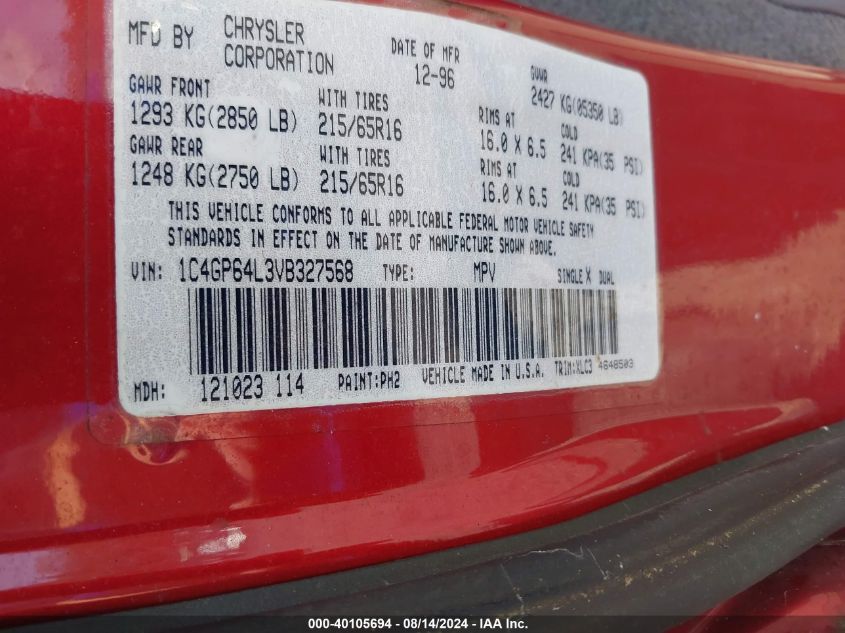 MFD BY CHRYSLER CORPORATION DATE OF MFR 12-96 GVWR 2427 KG(05350 LB)
GAWR FRONT WITH TIRES RIMS AT COLD
1293 KG(2850 LB) 215/65R16 16.0 X 6.5 241 KPA(35 PSI)
GAWR REAR WITH TIRES RIMS AT COLD
1248 KG(2750 LB) 215/65R16 16.0 X 6.5 241 KPA(35 PSI)
THIS VEHICLE CONFORMS TO ALL APPLICABLE FEDERAL MOTOR VEHICLE SAFETY
STANDARDS IN EFFECT ON THE DATE OF MANUFACTURE SHOWN ABOVE.
VIN: 1C4GP64L3VB327568 TYPE: MPV SINGLE X DUAL
MDH: 121023 114 PAINT:PH2 VEHICLE MADE IN U.S.A. TRIM:XLC3 4648503
000-40105694 - 08/14/2024 - IAAI.com